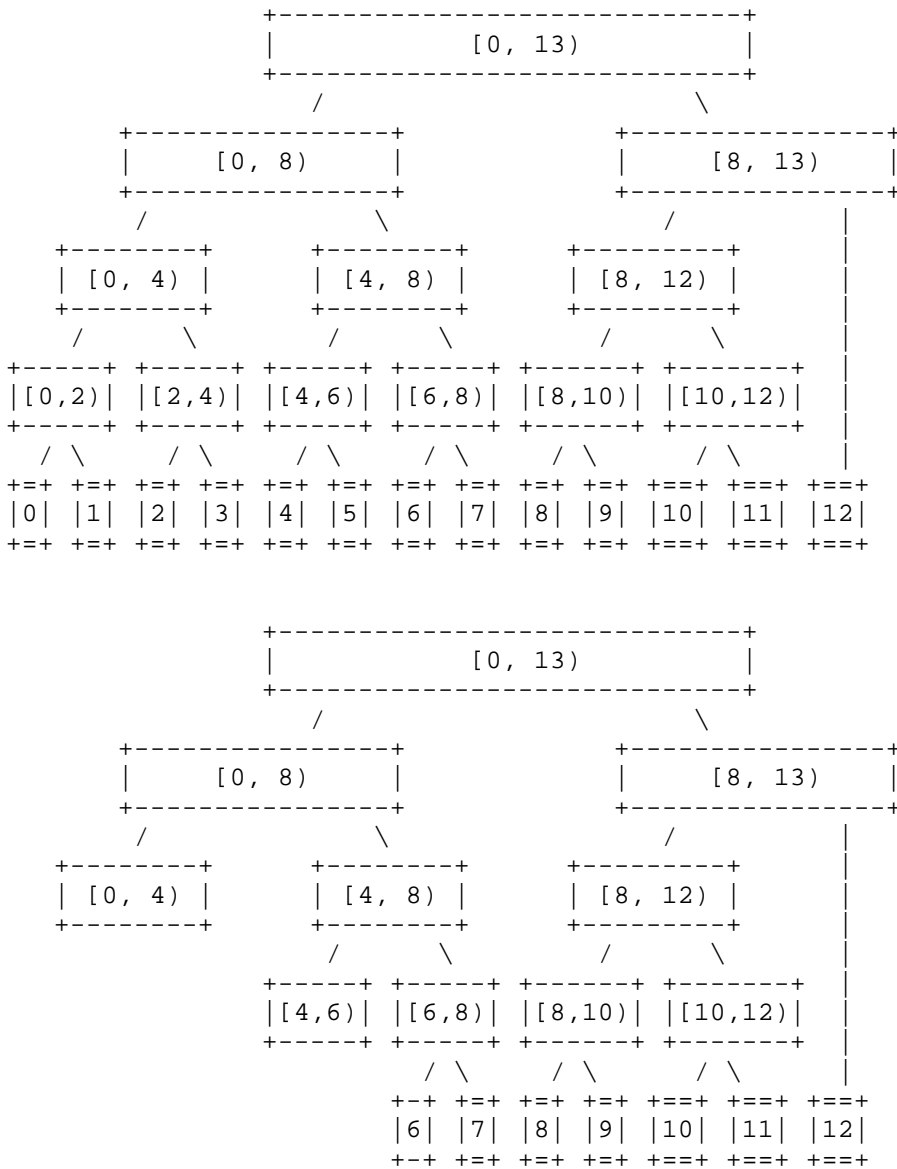 [0, 13)
[0, 8) [8, 13)
[0, 4) [4, 8) [8, 12)
[0,2) [2,4) [4,6) [6,8) [8,10) [10,12)
0 1 2 3 4 5 6 7 8 9 10 11 12
[0, 13)
[0, 8) [8, 13)
[0, 4) [4, 8) [8, 12)
[4,6) [6,8) [8,10) [10,12)
6 7 8 9 10 11 12